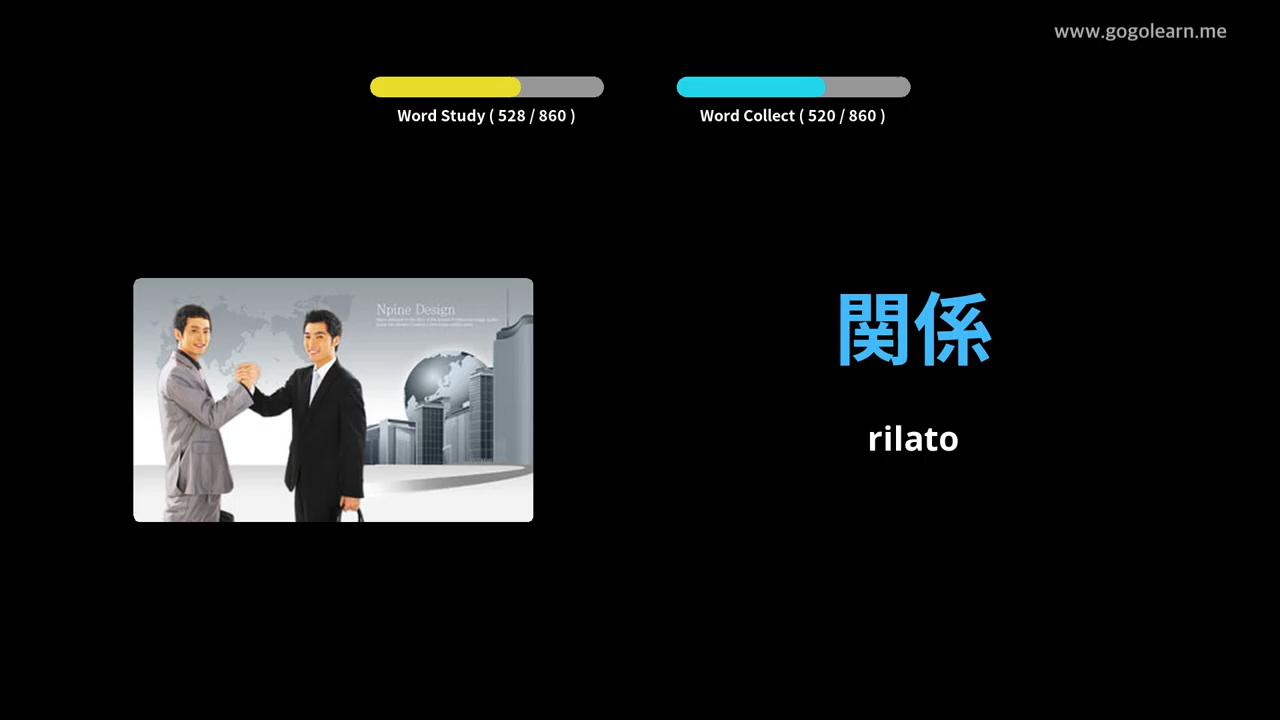 www.gogolearn.me
Word Study ( 528 / 860 )
Word Collect ( 520 / 860 )
Npine Design
関係
rilato